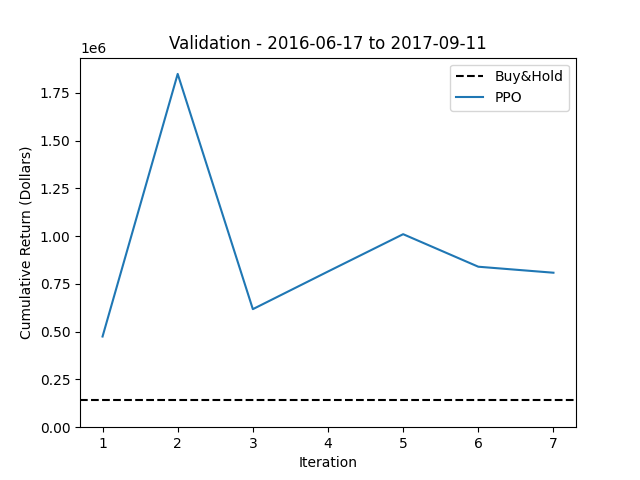 Validation - 2016-06-17 to 2017-09-11
1e6
Buy&Hold
PPO
Cumulative Return (Dollars)
1.75
1.50
1.25
1.00
0.75
0.50
0.25
0.00
1 2 3 4 5 6 7
Iteration